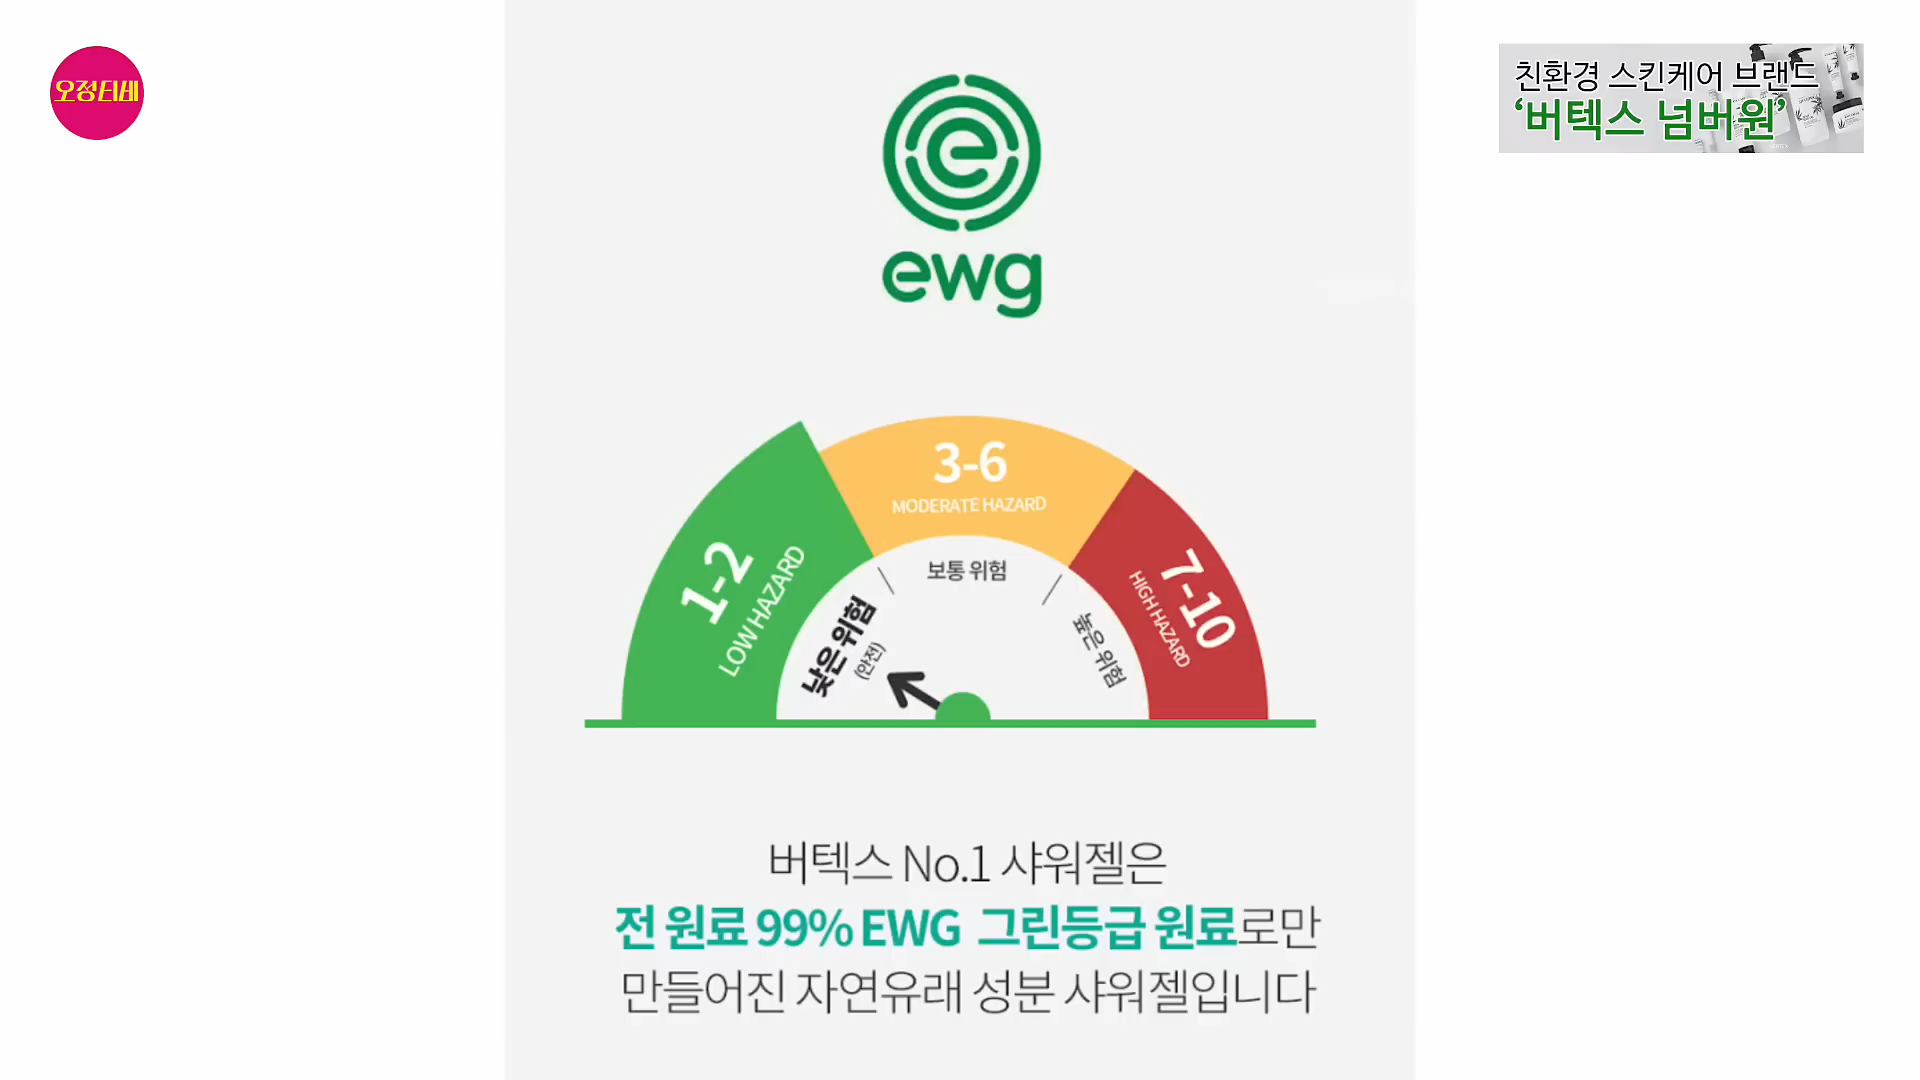 오정티비
친환경 스킨케어 브랜드
‘버텍스 넘버원’
e
ewg
1-2
LOW HAZARD
3-6
MODERATE HAZARD
7-10
HIGH HAZARD
낮은 위험
(안전)
보통 위험
높은 위험
버텍스 No.1 샤워젤은
전 원료 99% EWG 그린등급 원료로만
만들어진 자연유래 성분 샤워젤입니다